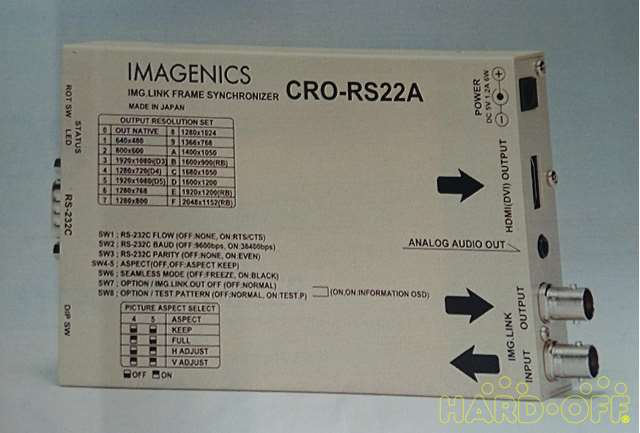 IMAGENICS
IMG.LINK FRAME SYNCHRONIZER CRO-RS22A
MADE IN JAPAN
OUTPUT RESOLUTION SET
0 OUT NATIVE 8 1280x1024
1 640x480 9 1366x768
2 800x600 A 1400x1050
3 1920x1080(D3) B 1600x900(RB)
4 1280x720(D4) C 1680x1050
5 1920x1080(D5) D 1600x1200
6 1280x768 E 1920x1200(RB)
7 1280x800 F 2048x1152(RB)
SW1 ; RS-232C FLOW (OFF:NONE, ON:RTS/CTS)
SW2 ; RS-232C BAUD (OFF:9600bps, ON:38400bps)
SW3 ; RS-232C PARITY (OFF:NONE, ON:EVEN)
SW4-5 ; ASPECT(OFF,OFF:ASPECT KEEP)
SW6 ; SEAMLESS MODE (OFF:FREEZE, ON:BLACK)
SW7 ; OPTION / IMG.LINK.OUT OFF (OFF:NORMAL)
SW8 ; OPTION / TEST.PATTERN (OFF:NORMAL, ON:TEST.P) (ON,ON:INFORMATION OSD)
PICTURE ASPECT SELECT
4 5 ASPECT
KEEP
FULL
H ADJUST
V ADJUST
OFF ON
ROT SW
STATUS
LED
RS-232C
DIP SW
POWER
DC 5V 1.2A 6W
HDMI(DVI) OUTPUT
ANALOG AUDIO OUT
IMG.LINK
OUTPUT
INPUT
HARD-OFF